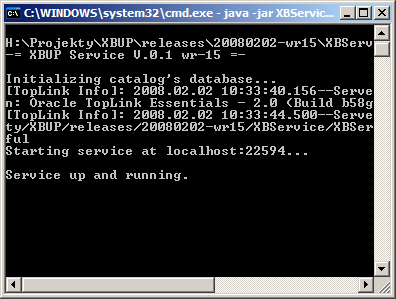 C:\WINDOWS\system32\cmd.exe - java -jar XBServic...
H:\Projekty\XBUP\releases\20080202-wr15\XBServ
-= XBUP Service V.0.1 wr-15 =-
Initializing catalog's database...
[TopLink Info]: 2008.02.02 10:33:40.156--Serve
n: Oracle TopLink Essentials - 2.0 (Build b58g
[TopLink Info]: 2008.02.02 10:33:44.500--Serve
ty/XBUP/releases/20080202-wr15/XBService/XBSer
ful
Starting service at localhost:22594...
Service up and running.